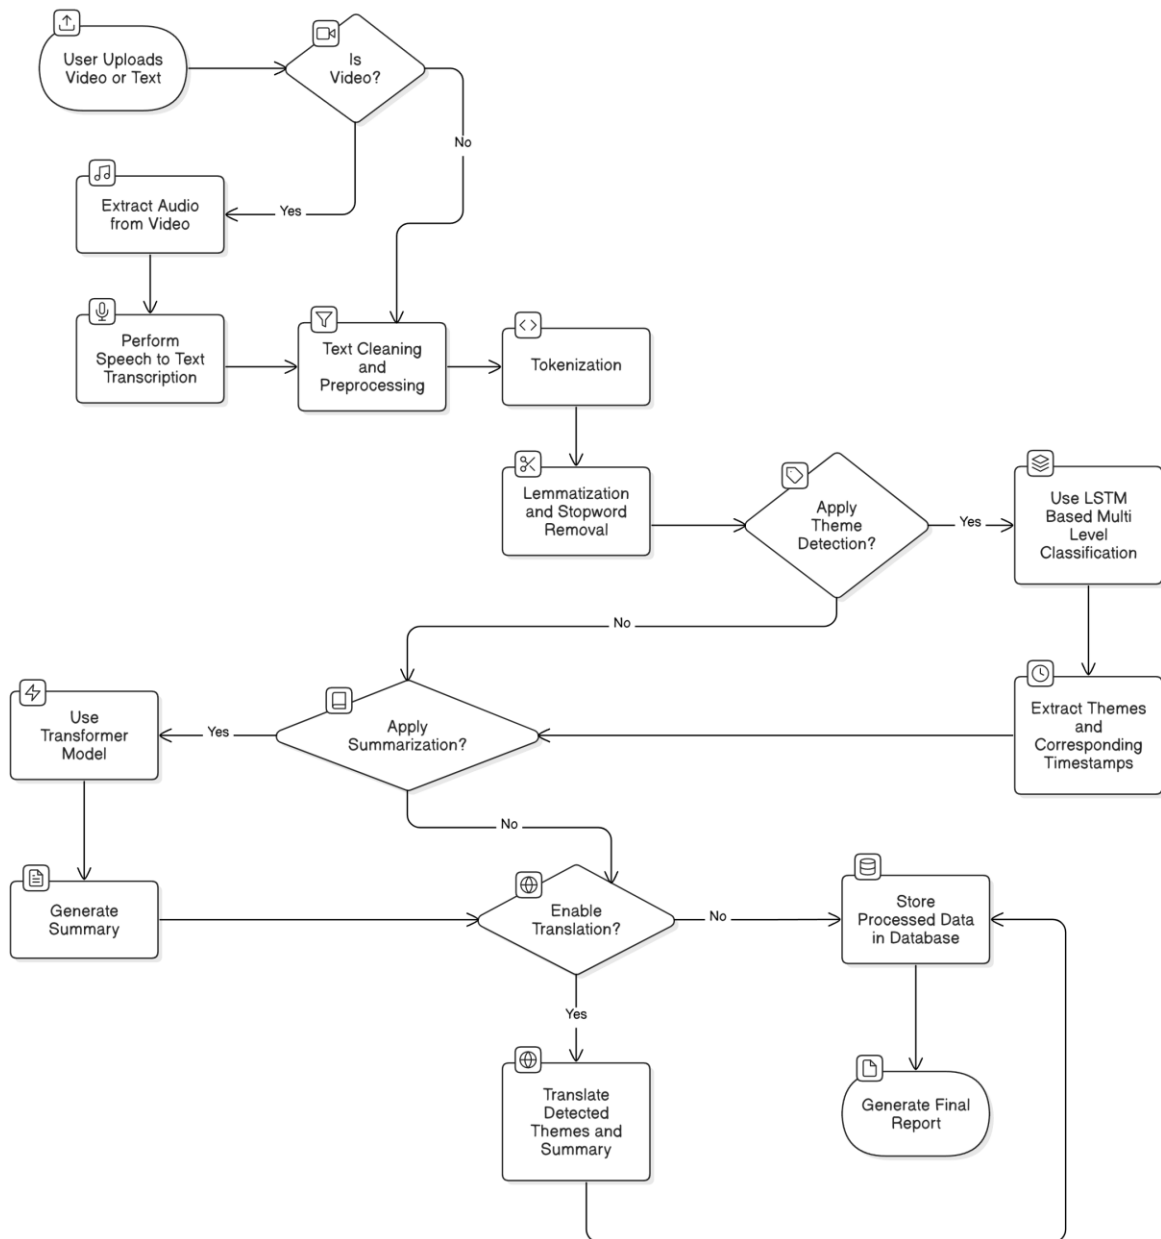 User Uploads
Video or Text
Is
Video?
No
Extract Audio
from Video
Yes
Perform
Speech to Text
Transcription
Text Cleaning
and
Preprocessing
Tokenization
Lemmatization
and Stopword
Removal
Apply
Theme
Detection?
Yes
Use LSTM
Based Multi
Level
Classification
No
Use
Transformer
Model
Yes
Apply
Summarization?
Extract Themes
and
Corresponding
Timestamps
No
Generate
Summary
Enable
Translation?
No
Store
Processed Data
in Database
Yes
Translate
Detected
Themes and
Summary
Generate Final
Report